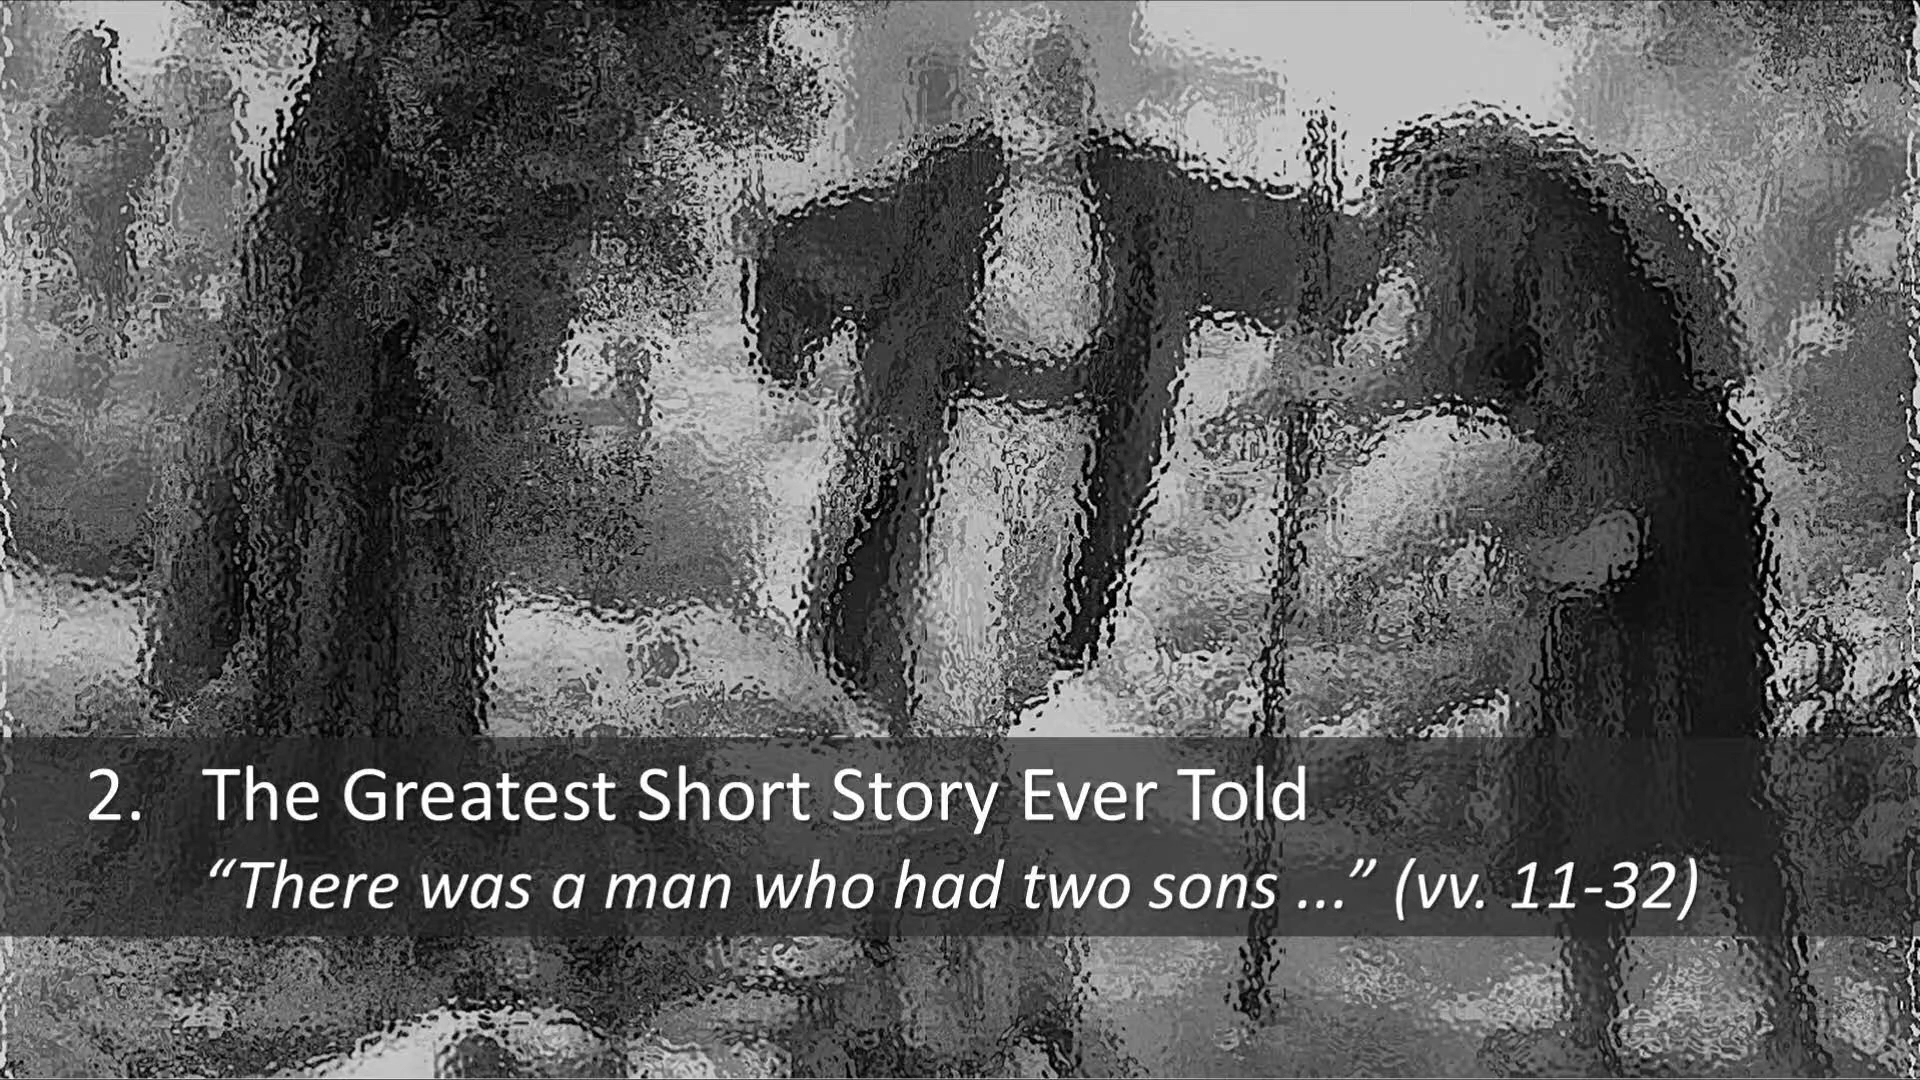 2. The Greatest Short Story Ever Told
“There was a man who had two sons ...” (vv. 11-32)